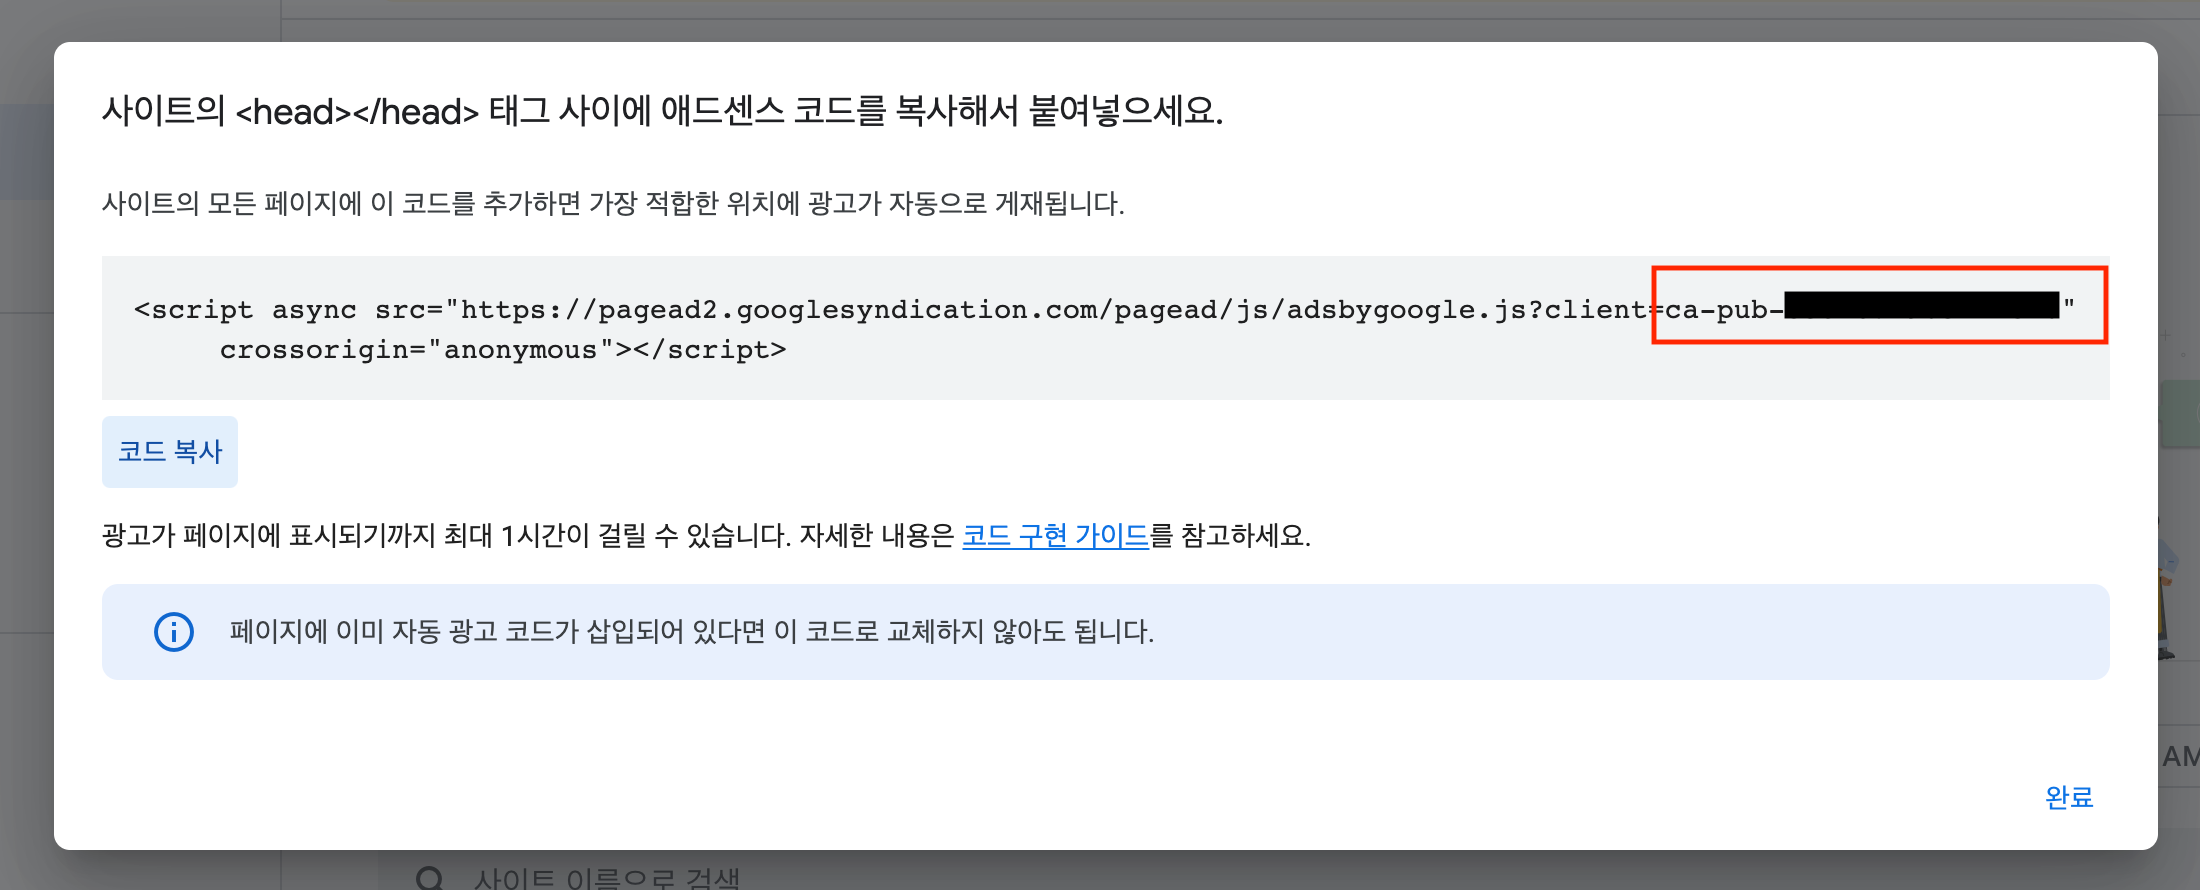 사이트의 <head></head> 태그 사이에 애드센스 코드를 복사해서 붙여넣으세요.
사이트의 모든 페이지에 이 코드를 추가하면 가장 적합한 위치에 광고가 자동으로 게재됩니다.
<script async src="https://pagead2.googlesyndication.com/pagead/js/adsbygoogle.js?client=ca-pub-"
crossorigin="anonymous"></script>
코드 복사
광고가 페이지에 표시되기까지 최대 1시간이 걸릴 수 있습니다. 자세한 내용은 코드 구현 가이드를 참고하세요.
페이지에 이미 자동 광고 코드가 삽입되어 있다면 이 코드로 교체하지 않아도 됩니다.
AM
완료
사이트 이름으로 검색